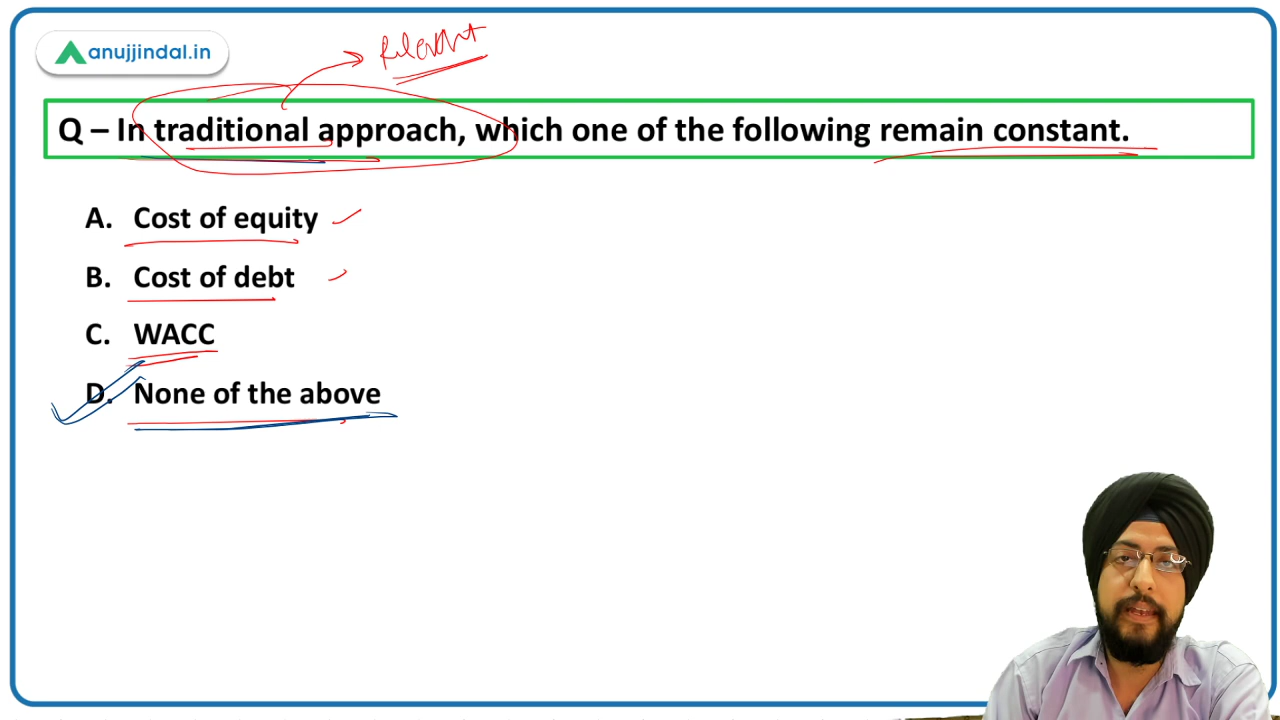 anujjindal.in
Relevant
Q – In traditional approach, which one of the following remain constant.
A. Cost of equity
B. Cost of debt
C. WACC
D. None of the above